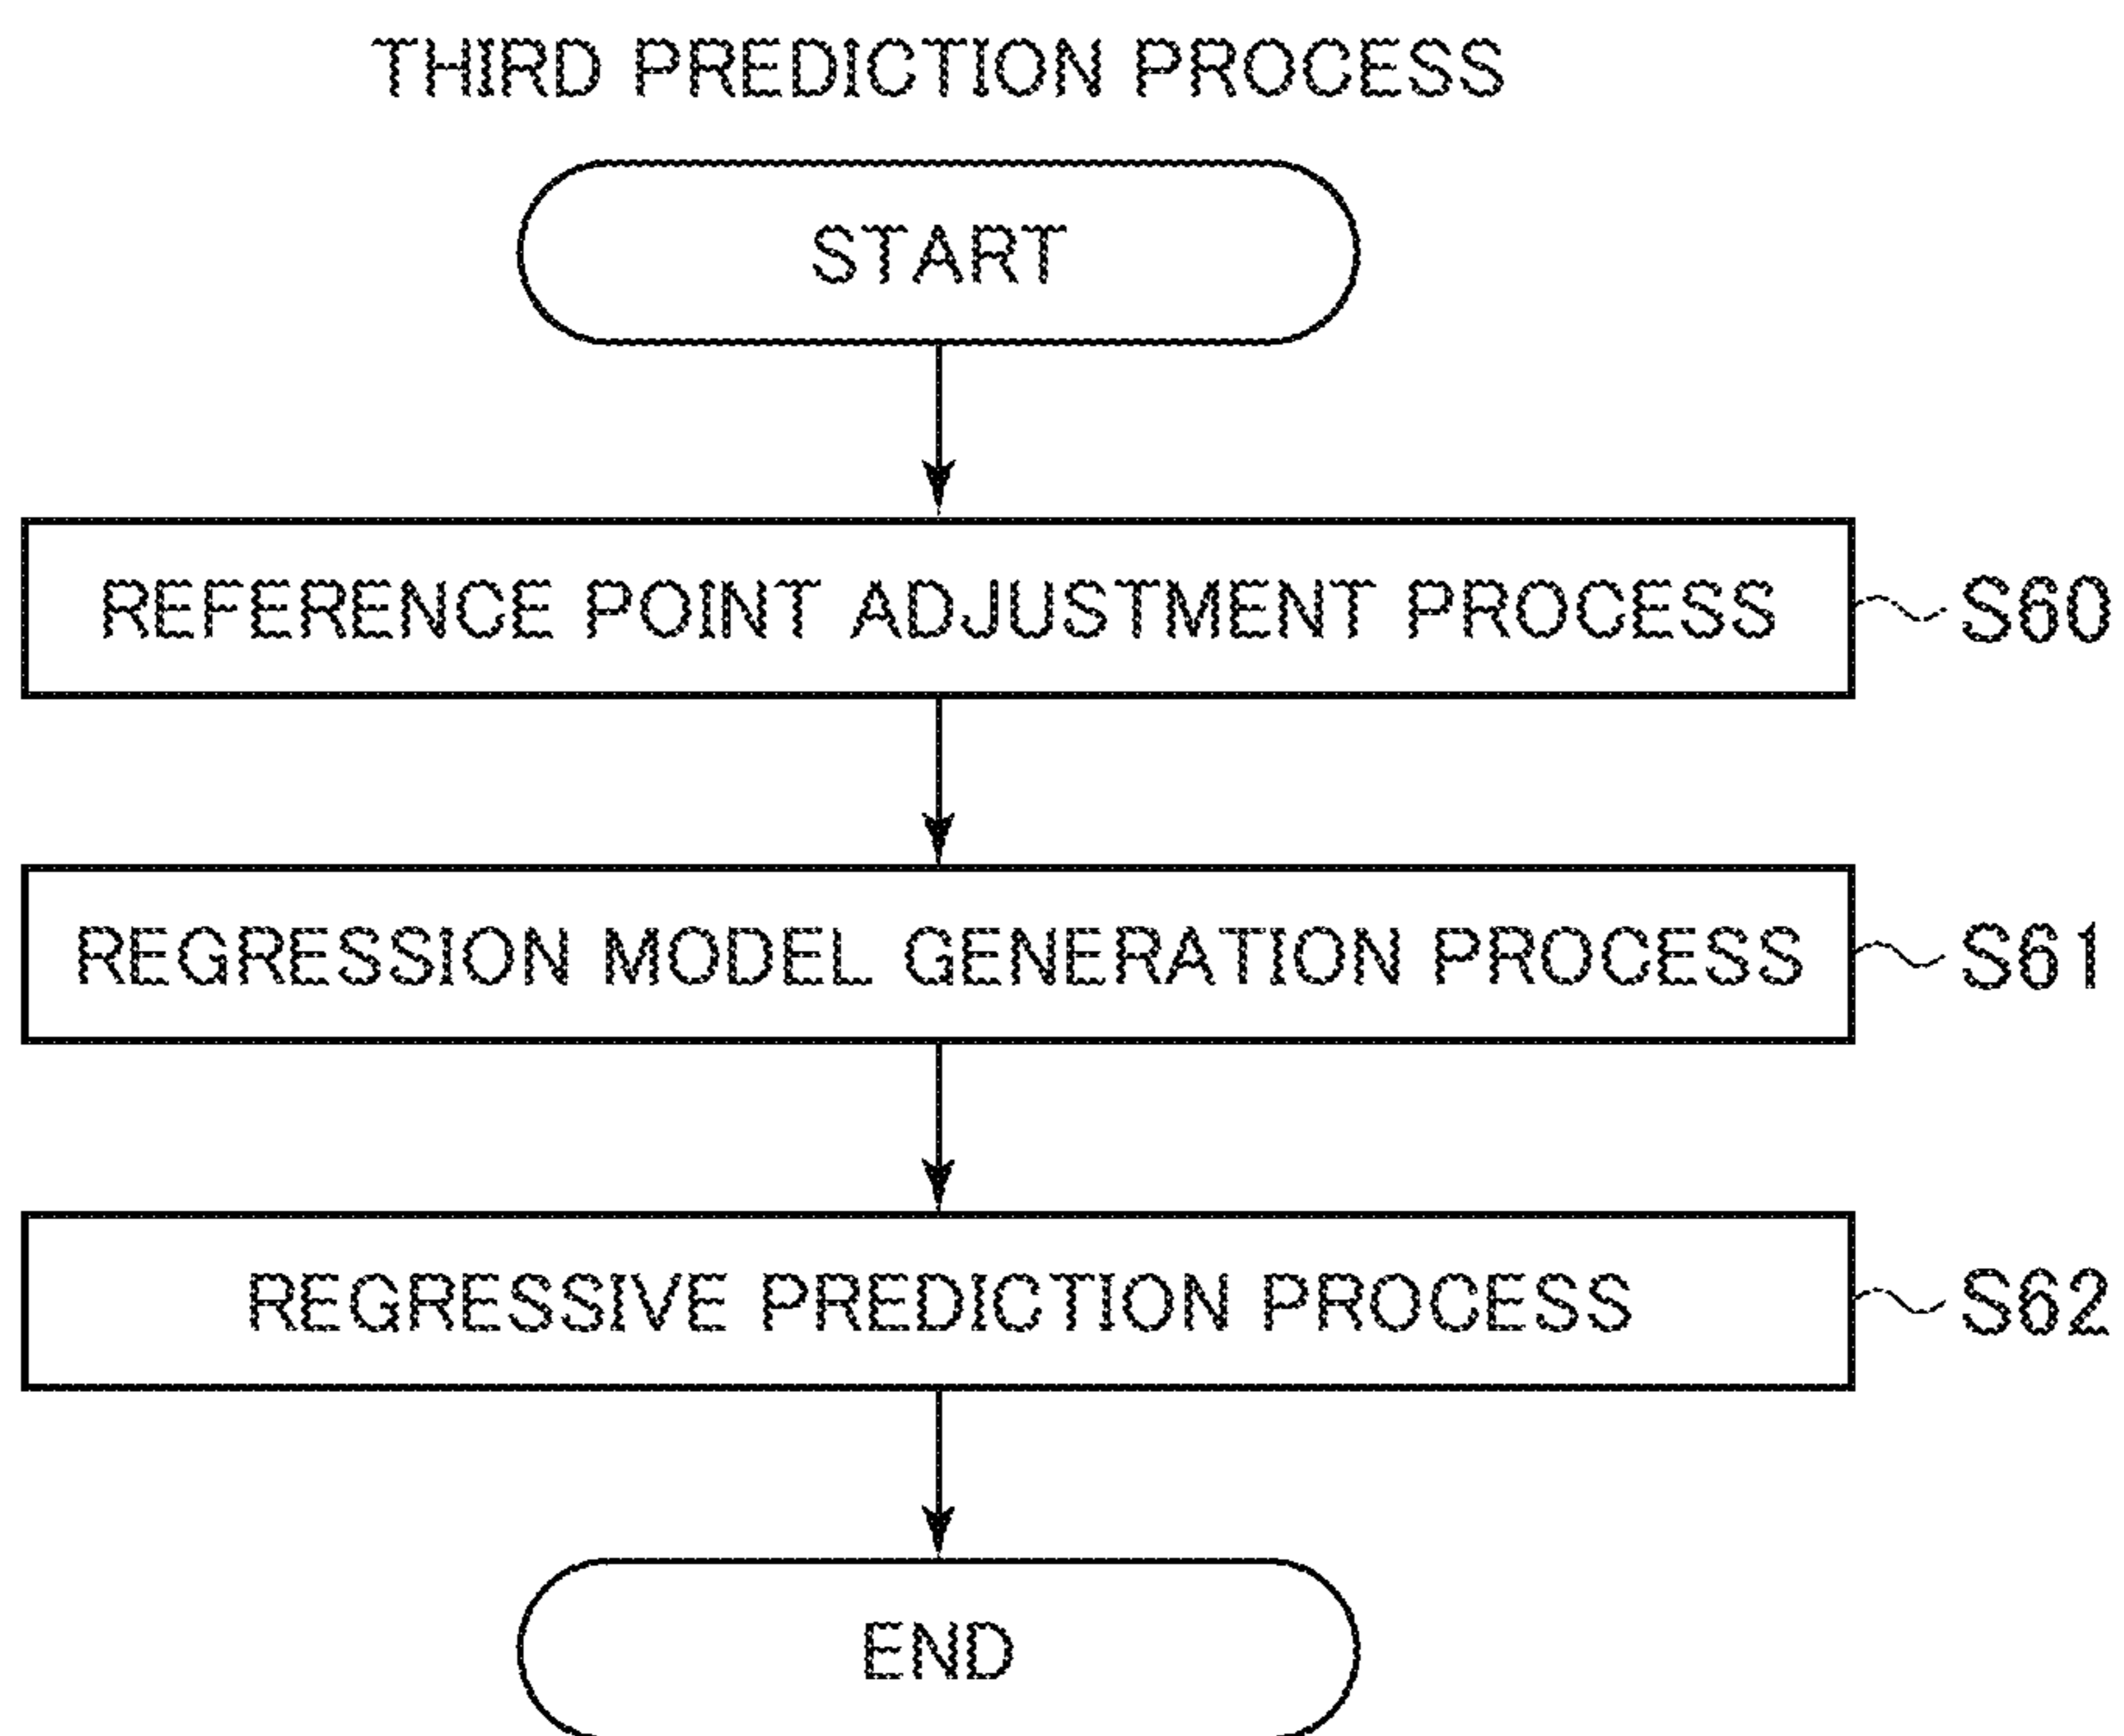 THIRD PREDICTION PROCESS
START
REFERENCE POINT ADJUSTMENT PROCESS S60
REGRESSION MODEL GENERATION PROCESS S61
REGRESSIVE PREDICTION PROCESS S62
END